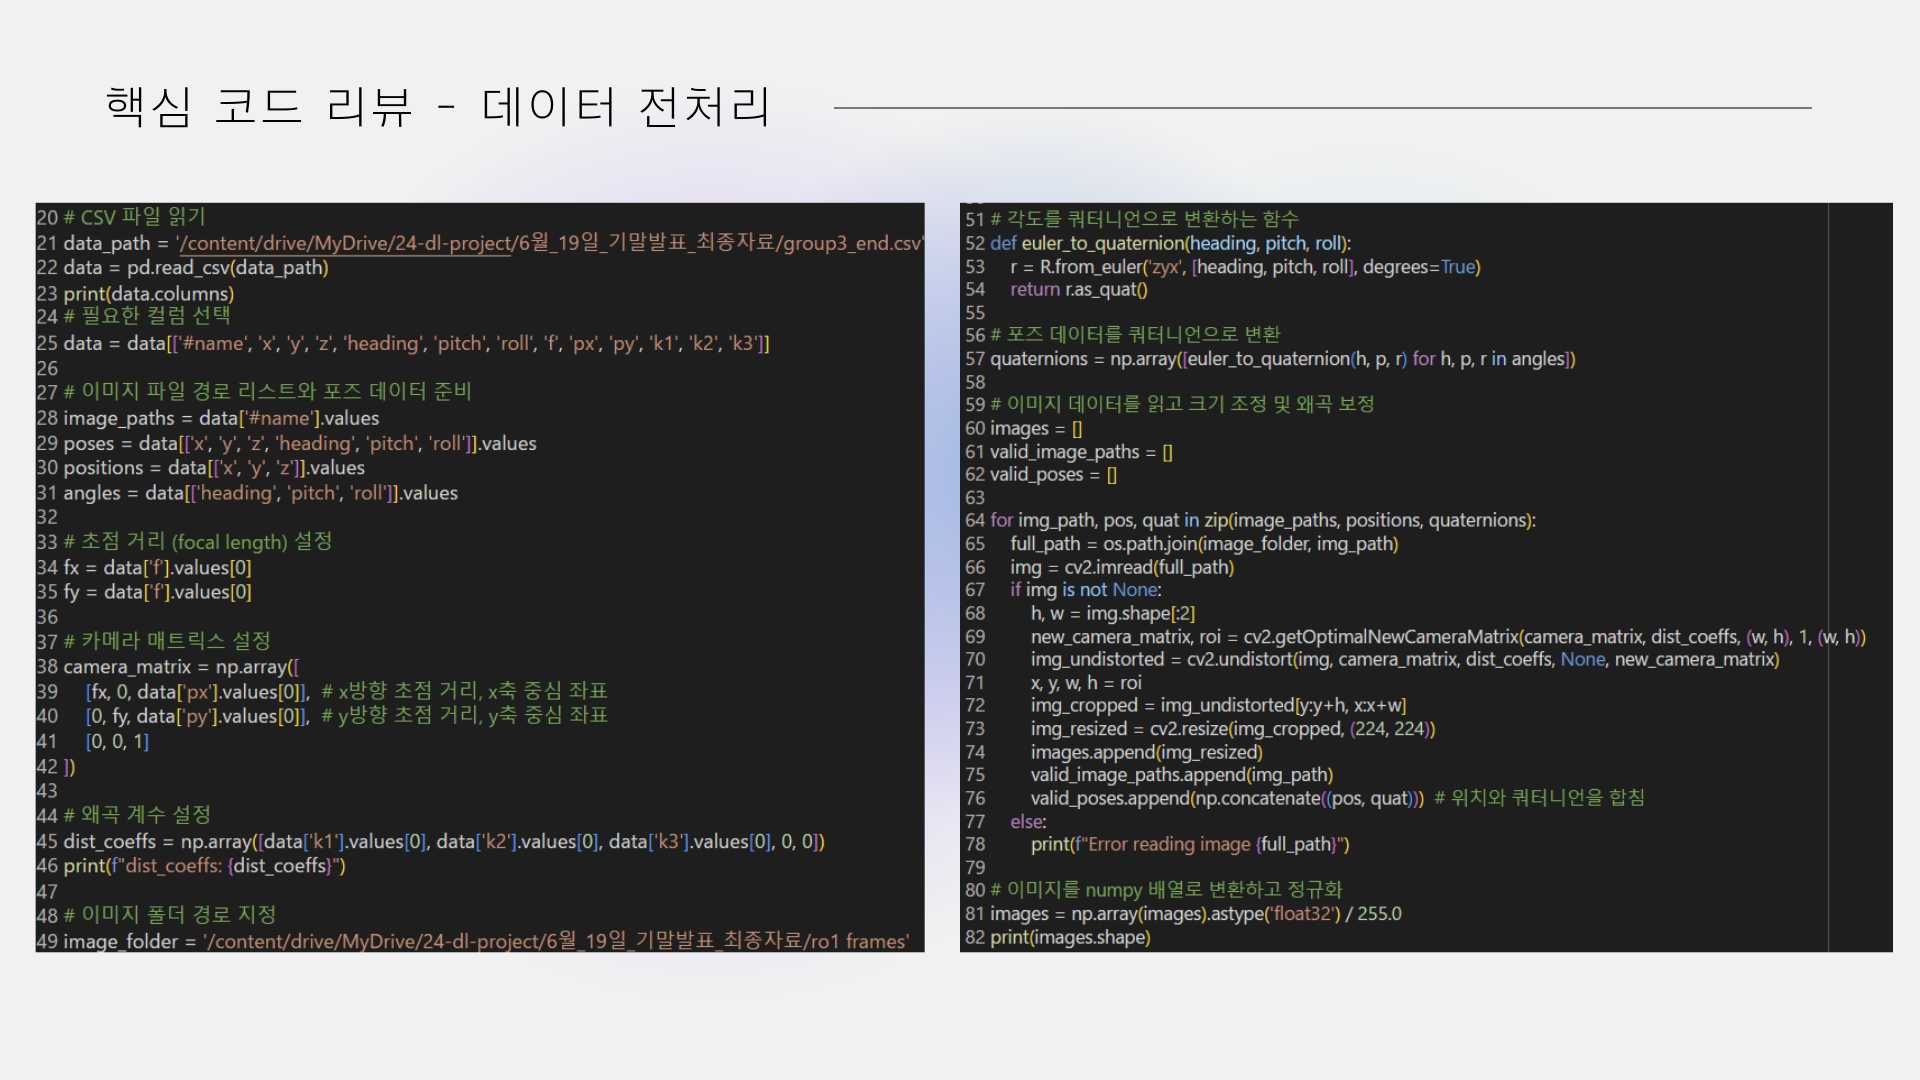 핵심 코드 리뷰 - 데이터 전처리
20 # CSV 파일 읽기
21 data_path = '/content/drive/MyDrive/24-dl-project/6월_19일_기말발표_최종자료/group3_end.csv'
22 data = pd.read_csv(data_path)
23 print(data.columns)
24 # 필요한 컬럼 선택
25 data = data[['#name', 'x', 'y', 'z', 'heading', 'pitch', 'roll', 'f', 'px', 'py', 'k1', 'k2', 'k3']]
26
27 # 이미지 파일 경로 리스트와 포즈 데이터 준비
28 image_paths = data['#name'].values
29 poses = data[['x', 'y', 'z', 'heading', 'pitch', 'roll']].values
30 positions = data[['x', 'y', 'z']].values
31 angles = data[['heading', 'pitch', 'roll']].values
32
33 # 초점 거리 (focal length) 설정
34 fx = data['f'].values[0]
35 fy = data['f'].values[0]
36
37 # 카메라 매트릭스 설정
38 camera_matrix = np.array([
39     [fx, 0, data['px'].values[0]],  # x방향 초점 거리, x축 중심 좌표
40     [0, fy, data['py'].values[0]],  # y방향 초점 거리, y축 중심 좌표
41     [0, 0, 1]
42 ])
43
44 # 왜곡 계수 설정
45 dist_coeffs = np.array([data['k1'].values[0], data['k2'].values[0], data['k3'].values[0], 0, 0])
46 print(f"dist_coeffs: {dist_coeffs}")
47
48 # 이미지 폴더 경로 지정
49 image_folder = '/content/drive/MyDrive/24-dl-project/6월_19일_기말발표_최종자료/ro1 frames'
51 # 각도를 쿼터니언으로 변환하는 함수
52 def euler_to_quaternion(heading, pitch, roll):
53     r = R.from_euler('zyx', [heading, pitch, roll], degrees=True)
54     return r.as_quat()
55
56 # 포즈 데이터를 쿼터니언으로 변환
57 quaternions = np.array([euler_to_quaternion(h, p, r) for h, p, r in angles])
58
59 # 이미지 데이터를 읽고 크기 조정 및 왜곡 보정
60 images = []
61 valid_image_paths = []
62 valid_poses = []
63
64 for img_path, pos, quat in zip(image_paths, positions, quaternions):
65     full_path = os.path.join(image_folder, img_path)
66     img = cv2.imread(full_path)
67     if img is not None:
68         h, w = img.shape[:2]
69         new_camera_matrix, roi = cv2.getOptimalNewCameraMatrix(camera_matrix, dist_coeffs, (w, h), 1, (w, h))
70         img_undistorted = cv2.undistort(img, camera_matrix, dist_coeffs, None, new_camera_matrix)
71         x, y, w, h = roi
72         img_cropped = img_undistorted[y:y+h, x:x+w]
73         img_resized = cv2.resize(img_cropped, (224, 224))
74         images.append(img_resized)
75         valid_image_paths.append(img_path)
76         valid_poses.append(np.concatenate((pos, quat)))  # 위치와 쿼터니언을 합침
77     else:
78         print(f"Error reading image {full_path}")
79
80 # 이미지를 numpy 배열로 변환하고 정규화
81 images = np.array(images).astype('float32') / 255.0
82 print(images.shape)